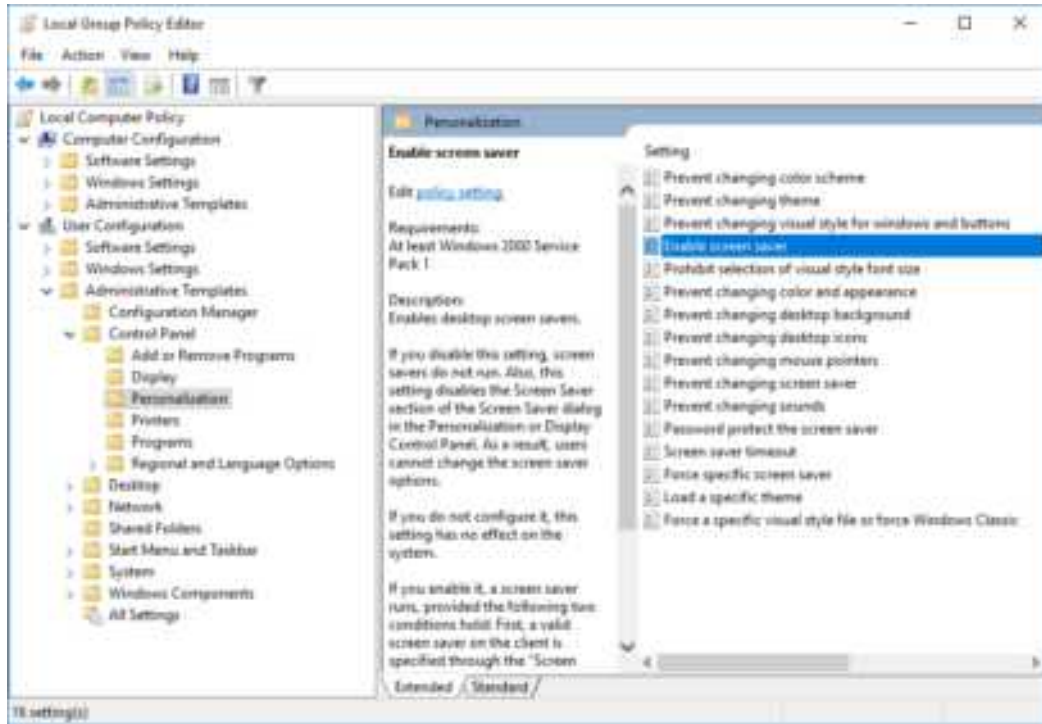 Local Group Policy Editor
File Action View Help
Local Computer Policy
Computer Configuration
Software Settings
Windows Settings
Administrative Templates
User Configuration
Software Settings
Windows Settings
Administrative Templates
Configuration Manager
Control Panel
Add or Remove Programs
Display
Personalization
Printers
Programs
Regional and Language Options
Desktop
Network
Shared Folders
Start Menu and Taskbar
System
Windows Components
All Settings
Personalization
Enable screen saver
Edit policy setting
Requirements:
At least Windows 2000 Service
Pack 1
Description:
Enables desktop screen savers.
If you disable this setting, screen
savers do not run. Also, this
setting disables the Screen Saver
section of the Screen Saver dialog
in the Personalization or Display
Control Panel. As a result, users
cannot change the screen saver
options.
If you do not configure it, this
setting has no effect on the
system.
If you enable it, a screen saver
runs, provided the following two
conditions hold: First, a valid
screen saver on the client is
specified through the "Screen
Setting
Prevent changing color scheme
Prevent changing theme
Prevent changing visual style for windows and buttons
Enable screen saver
Prohibit selection of visual style font size
Prevent changing color and appearance
Prevent changing desktop background
Prevent changing desktop icons
Prevent changing mouse pointers
Prevent changing screen saver
Prevent changing sounds
Password protect the screen saver
Screen saver timeout
Force specific screen saver
Load a specific theme
Force a specific visual style file or force Windows Classic
Extended Standard
16 setting(s)